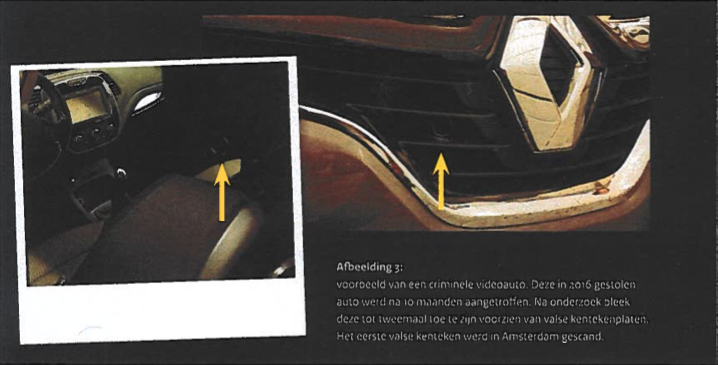 Afbeelding 3:
voorbeeld van een criminele videoauto. Deze in 2016 gestolen
auto werd na 10 maanden aangetroffen. Na onderzoek bleek
deze tot tweemaal toe te zijn voorzien van valse kentekenplaten.
Het eerste valse kenteken werd in Amsterdam gescand.